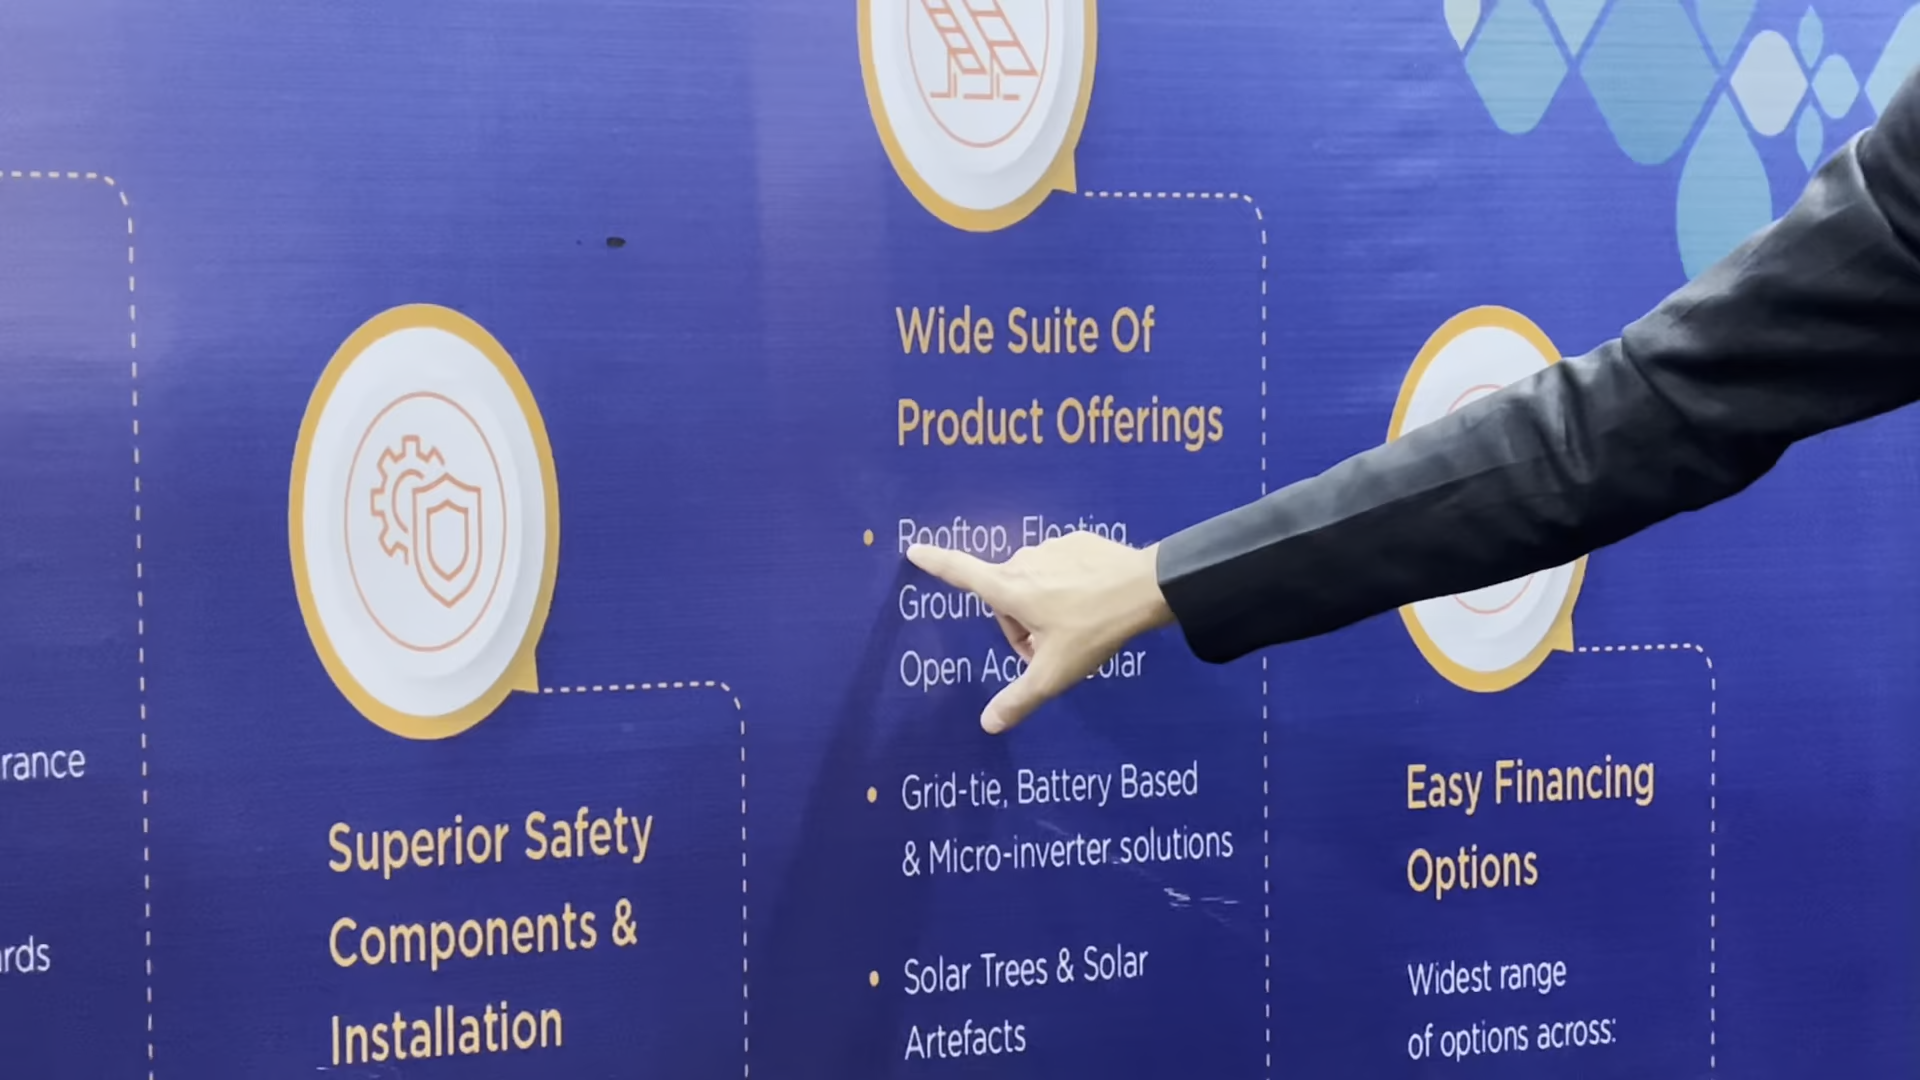 rance
rds
Superior Safety
Components &
Installation
Wide Suite Of
Product Offerings
• Rooftop, Floating,
Open
• Grid-tie, Battery Based
& Micro-inverter solutions
• Solar Trees & Solar
Artefacts
Easy Financing
Options
Widest range
of options across: